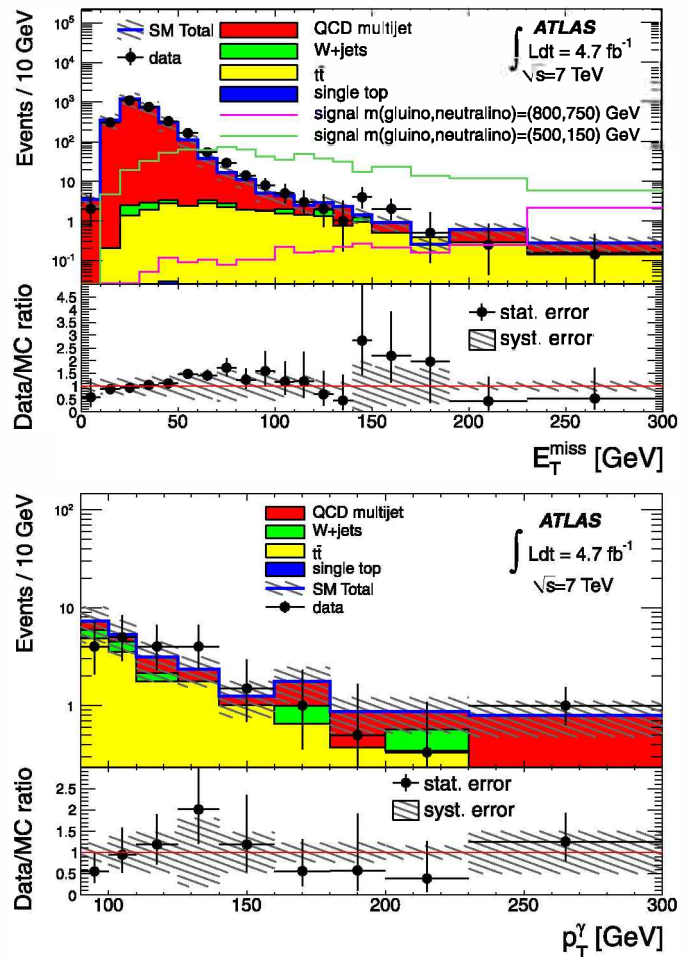 Events / 10 GeV
10⁵
10⁴
10³
10²
10
1
10⁻¹
SM Total
data
QCD multijet
W+jets
tt̄
single top
signal m(gluino,neutralino)=(800,750) GeV
signal m(gluino,neutralino)=(500,150) GeV
ATLAS
∫ Ldt = 4.7 fb⁻¹
√s=7 TeV
Data/MC ratio
4.5
3.5
2.5
1.5
1
0.5
0
stat. error
syst. error
0 50 100 150 200 250 300
E_T^miss [GeV]
Events / 10 GeV
10²
10
1
QCD multijet
W+jets
tt̄
single top
SM Total
data
ATLAS
∫ Ldt = 4.7 fb⁻¹
√s=7 TeV
Data/MC ratio
2.5
2
1.5
1
0.5
0
stat. error
syst. error
100 150 200 250 300
p_T^γ [GeV]